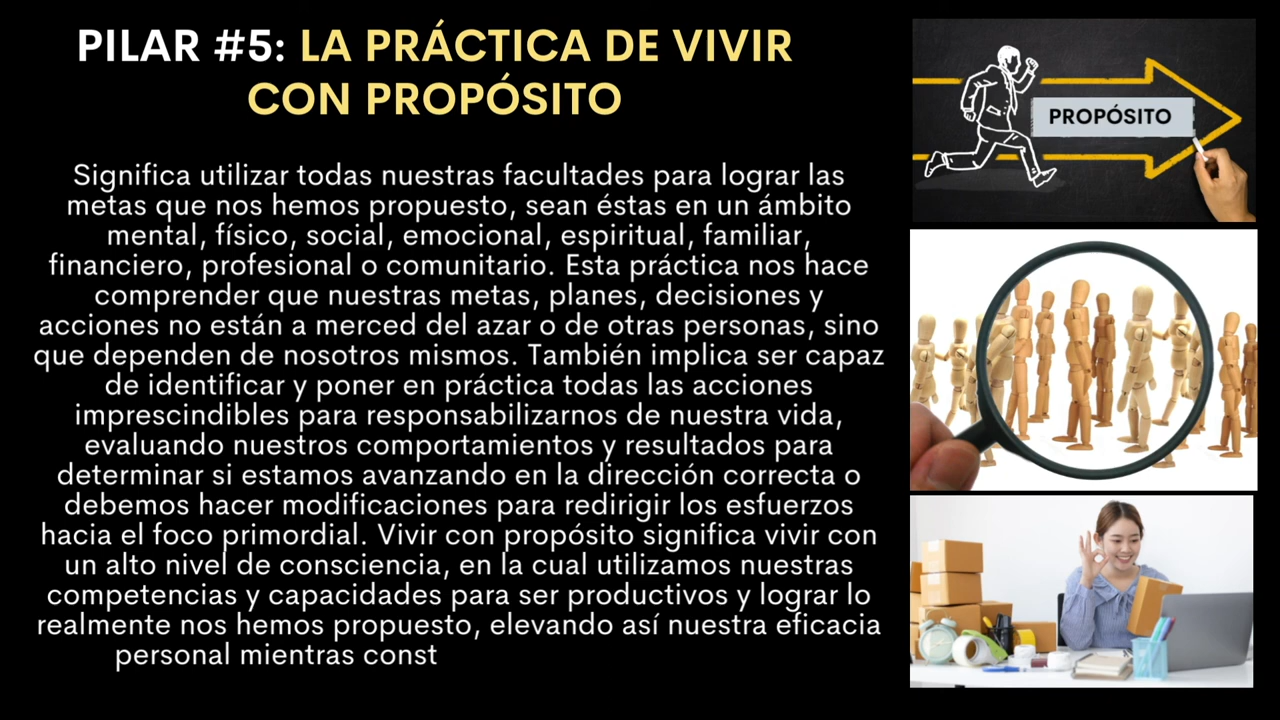 PILAR #5: LA PRÁCTICA DE VIVIR
CON PROPÓSITO
Significa utilizar todas nuestras facultades para lograr las
metas que nos hemos propuesto, sean éstas en un ámbito
mental, físico, social, emocional, espiritual, familiar,
financiero, profesional o comunitario. Esta práctica nos hace
comprender que nuestras metas, planes, decisiones y
acciones no están a merced del azar o de otras personas, sino
que dependen de nosotros mismos. También implica ser capaz
de identificar y poner en práctica todas las acciones
imprescindibles para responsabilizarnos de nuestra vida,
evaluando nuestros comportamientos y resultados para
determinar si estamos avanzando en la dirección correcta o
debemos hacer modificaciones para redirigir los esfuerzos
hacia el foco primordial. Vivir con propósito significa vivir con
un alto nivel de consciencia, en la cual utilizamos nuestras
competencias y capacidades para ser productivos y lograr lo
realmente nos hemos propuesto, elevando así nuestra eficacia
personal mientras const
PROPÓSITO